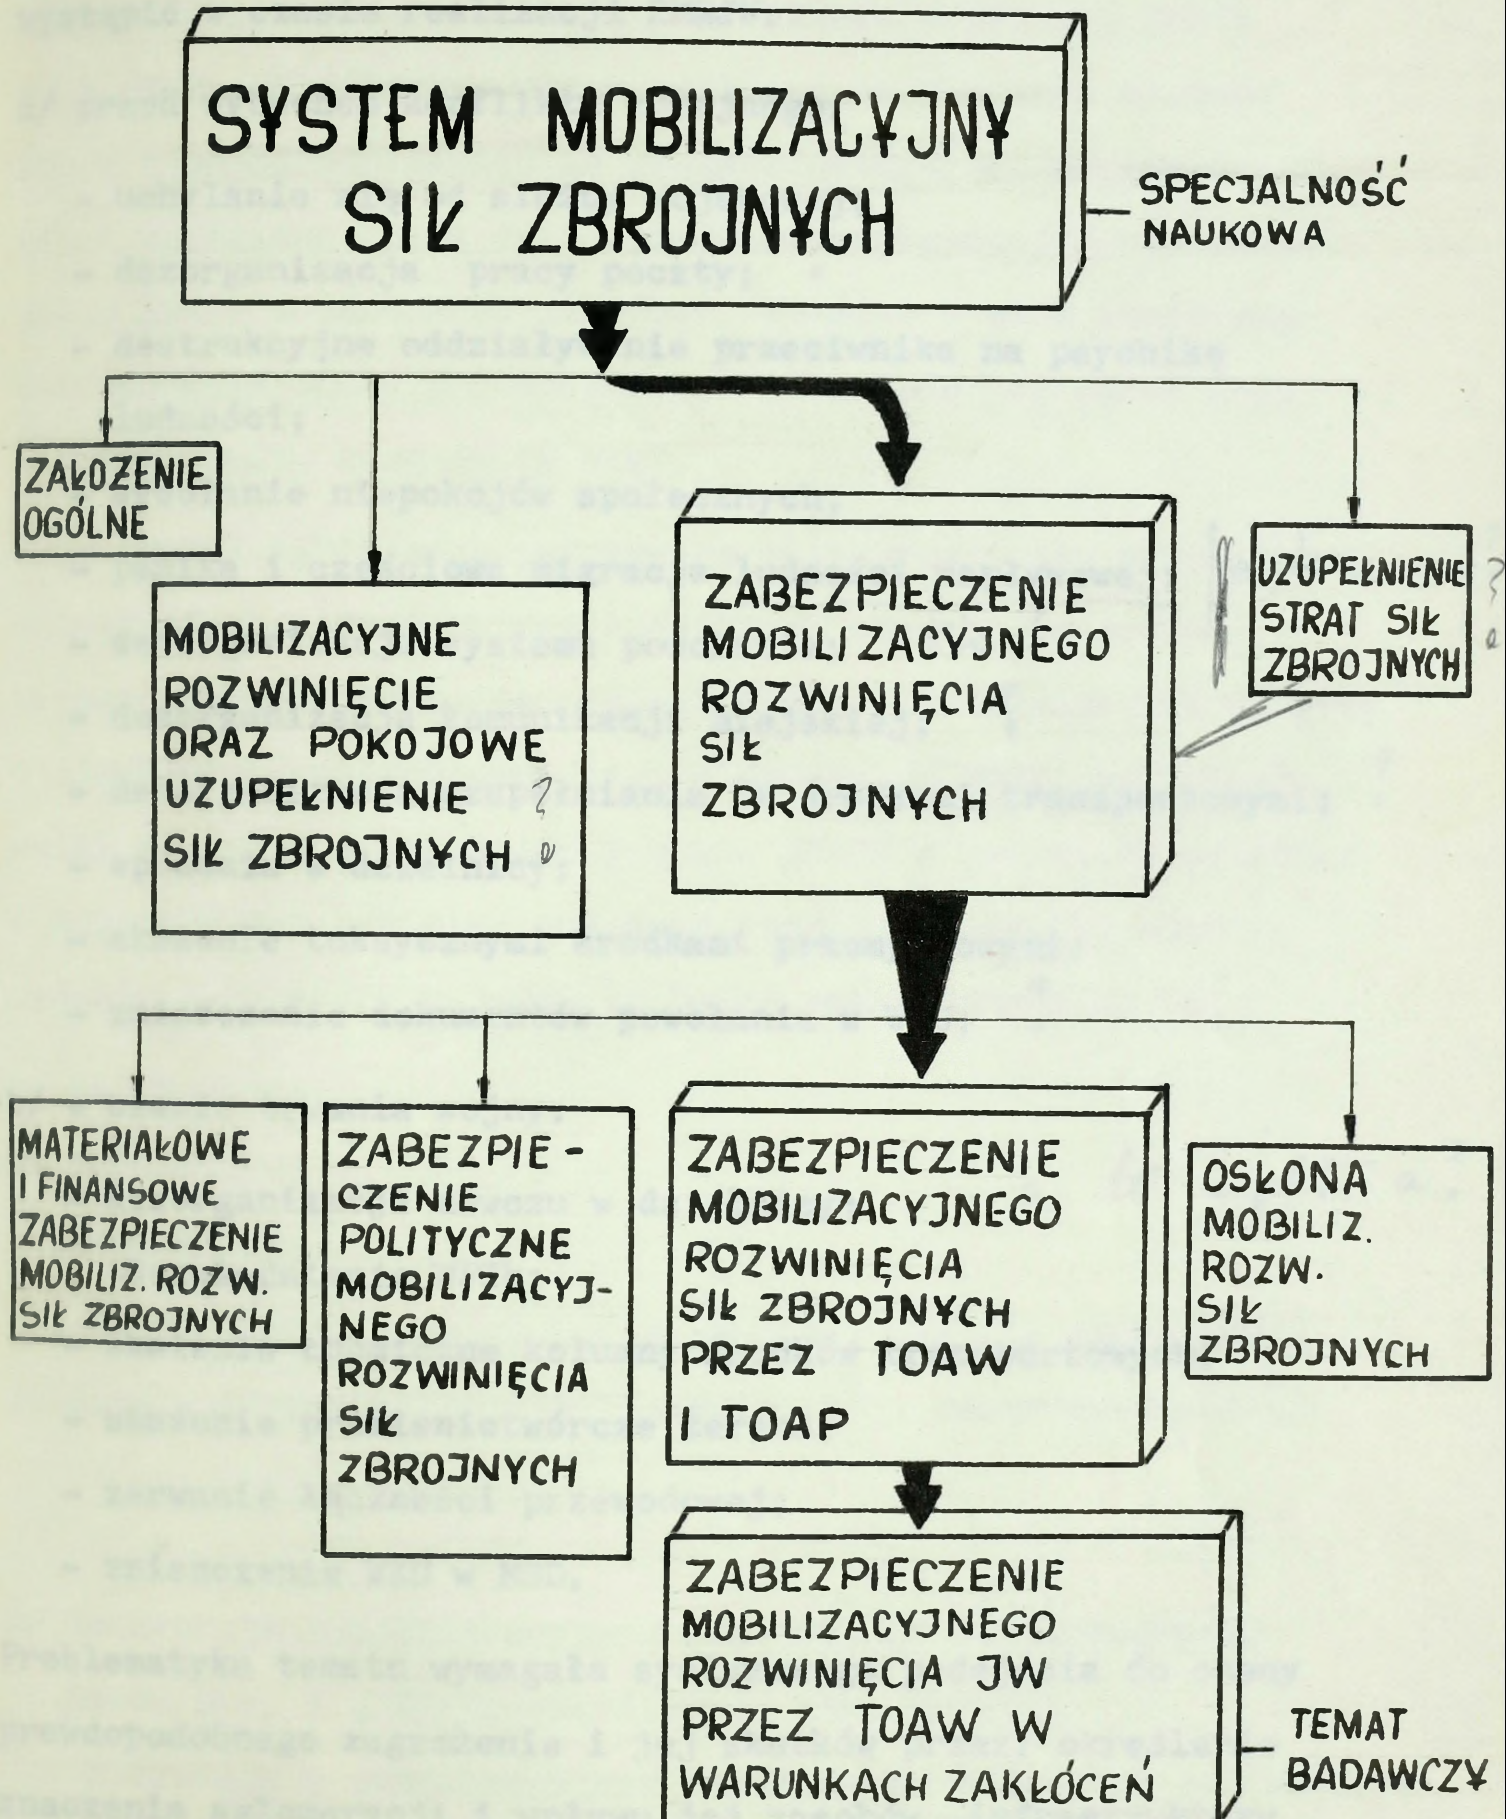 SYSTEM MOBILIZACYJNY
SIŁ ZBROJNYCH
SPECJALNOŚĆ
NAUKOWA
ZAŁOŻENIE
OGÓLNE
MOBILIZACYJNE
ROZWINIĘCIE
ORAZ POKOJOWE
UZUPEŁNIENIE ?
SIŁ ZBROJNYCH
ZABEZPIECZENIE
MOBILIZACYJNEGO
ROZWINIĘCIA
SIŁ
ZBROJNYCH
UZUPEŁNIENIE ?
STRAT SIŁ
ZBROJNYCH
MATERIAŁOWE
I FINANSOWE
ZABEZPIECZENIE
MOBILIZ. ROZW.
SIŁ ZBROJNYCH
ZABEZPIE-
CZENIE
POLITYCZNE
MOBILIZACYJ-
NEGO
ROZWINIĘCIA
SIŁ
ZBROJNYCH
ZABEZPIECZENIE
MOBILIZACYJNEGO
ROZWINIĘCIA
SIŁ ZBROJNYCH
PRZEZ TOAW
I TOAP
OSŁONA
MOBILIZ.
ROZW.
SIŁ
ZBROJNYCH
ZABEZPIECZENIE
MOBILIZACYJNEGO
ROZWINIĘCIA JW
PRZEZ TOAW W
WARUNKACH ZAKŁÓCEŃ
TEMAT
BADAWCZY